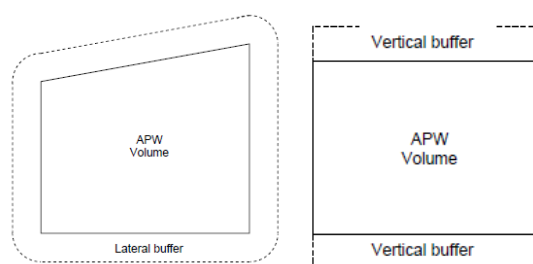 APW
Volume
Lateral buffer
Vertical buffer
APW
Volume
Vertical buffer